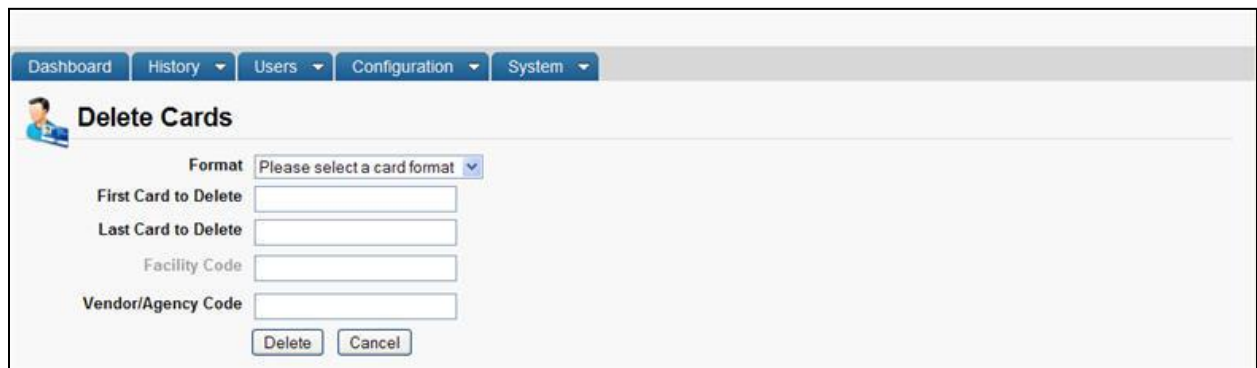 Dashboard History Users Configuration System
Delete Cards
Format Please select a card format
First Card to Delete
Last Card to Delete
Facility Code
Vendor/Agency Code
Delete Cancel